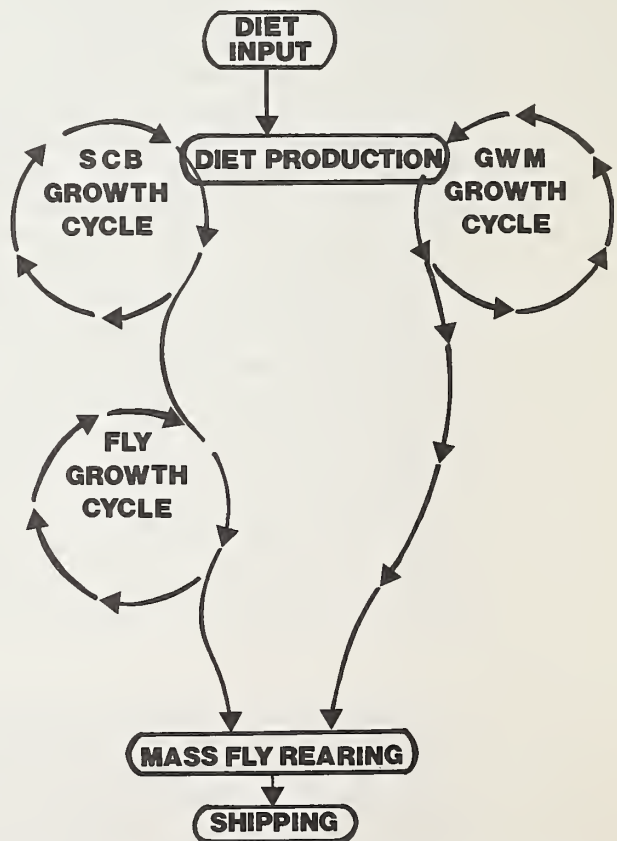 DIET
INPUT
SCB
GROWTH
CYCLE
DIET PRODUCTION
GWM
GROWTH
CYCLE
FLY
GROWTH
CYCLE
MASS FLY REARING
SHIPPING